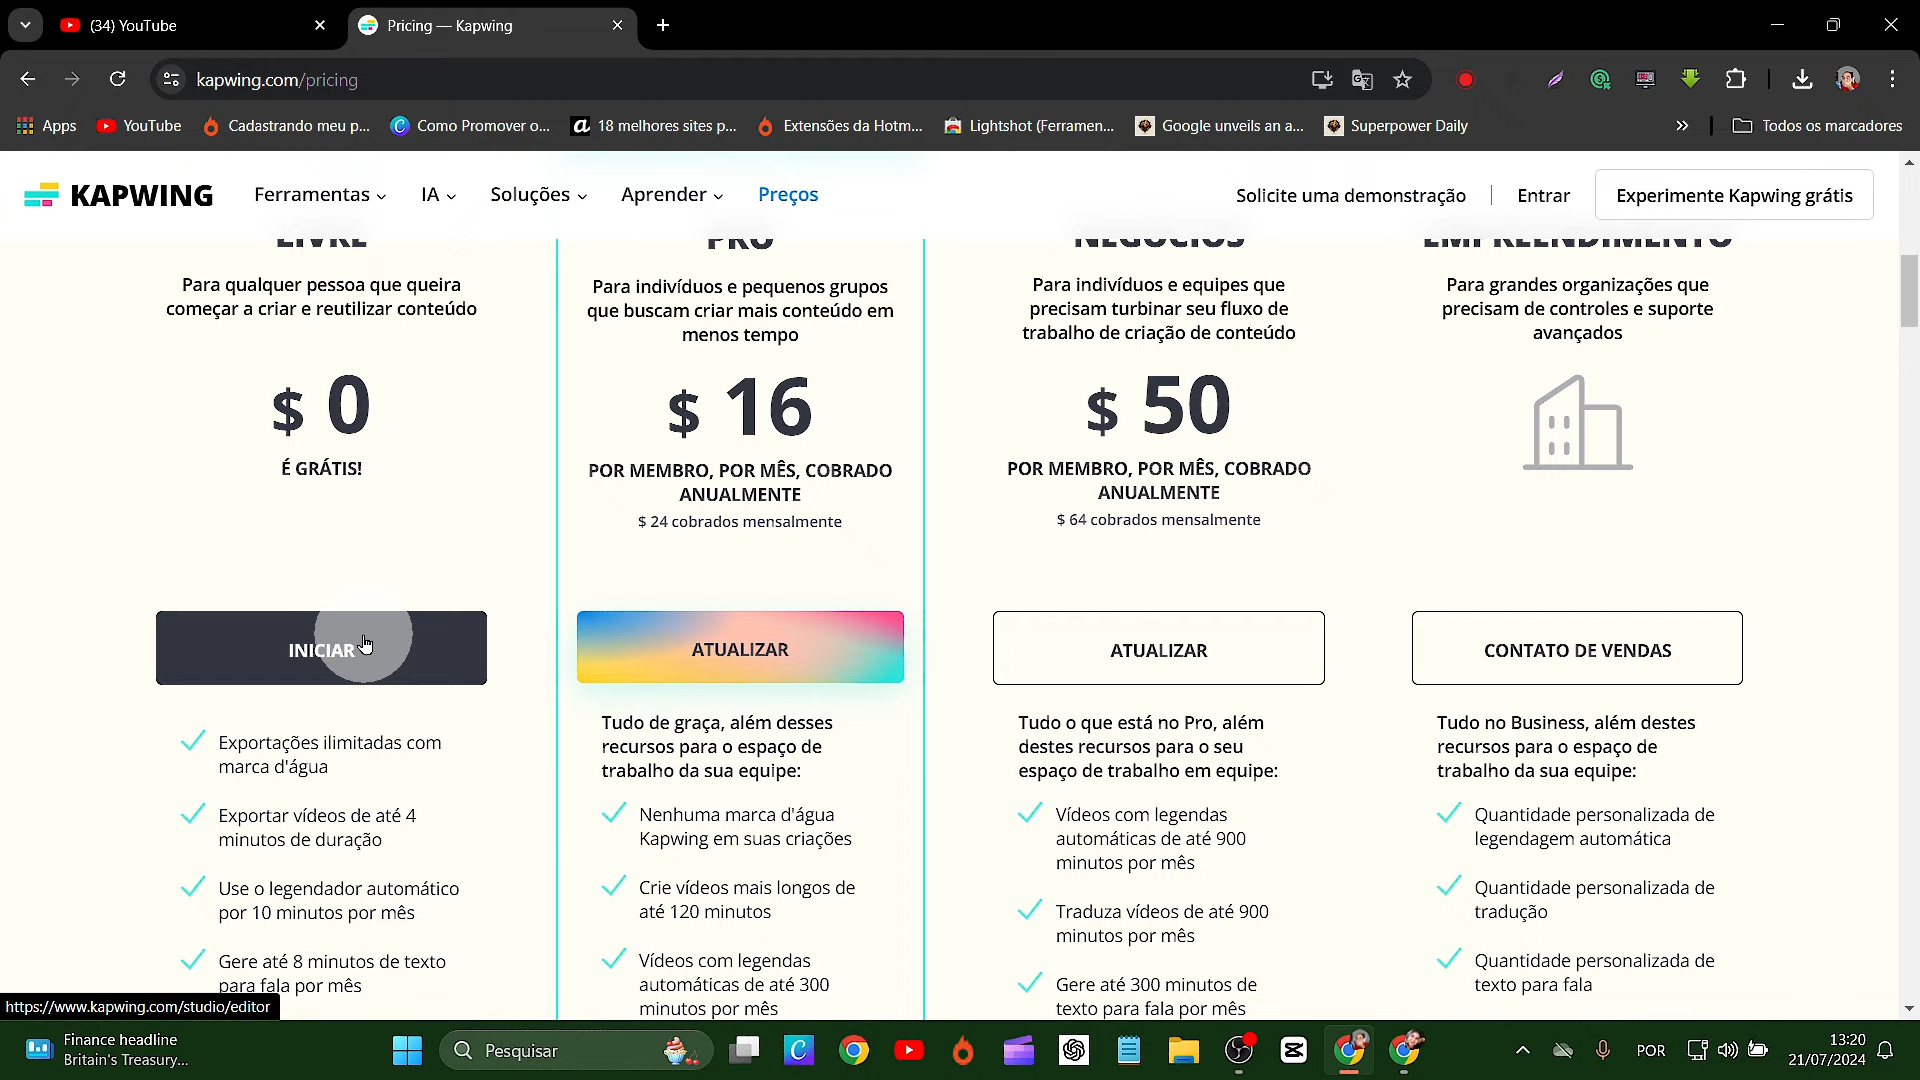 (34) YouTube
Pricing — Kapwing
kapwing.com/pricing
Apps
YouTube
Cadastrando meu p...
Como Promover o...
18 melhores sites p...
Extensões da Hotm...
Lightshot (Ferramen...
Google unveils an a...
Superpower Daily
Todos os marcadores
KAPWING
Ferramentas
IA
Soluções
Aprender
Preços
Solicite uma demonstração
Entrar
Experimente Kapwing grátis
LIVRE
Para qualquer pessoa que queira
começar a criar e reutilizar conteúdo
$ 0
É GRÁTIS!
INICIAR
Exportações ilimitadas com
marca d'água
Exportar vídeos de até 4
minutos de duração
Use o legendador automático
por 10 minutos por mês
Gere até 8 minutos de texto
para fala por mês
PRO
Para indivíduos e pequenos grupos
que buscam criar mais conteúdo em
menos tempo
$ 16
POR MEMBRO, POR MÊS, COBRADO
ANUALMENTE
$ 24 cobrados mensalmente
ATUALIZAR
Tudo de graça, além desses
recursos para o espaço de
trabalho da sua equipe:
Nenhuma marca d'água
Kapwing em suas criações
Crie vídeos mais longos de
até 120 minutos
Vídeos com legendas
automáticas de até 300
minutos por mês
NEGÓCIOS
Para indivíduos e equipes que
precisam turbinar seu fluxo de
trabalho de criação de conteúdo
$ 50
POR MEMBRO, POR MÊS, COBRADO
ANUALMENTE
$ 64 cobrados mensalmente
ATUALIZAR
Tudo o que está no Pro, além
destes recursos para o seu
espaço de trabalho em equipe:
Vídeos com legendas
automáticas de até 900
minutos por mês
Traduza vídeos de até 900
minutos por mês
Gere até 300 minutos de
texto para fala por mês
EMPREENDIMENTO
Para grandes organizações que
precisam de controles e suporte
avançados
CONTATO DE VENDAS
Tudo no Business, além destes
recursos para o espaço de
trabalho da sua equipe:
Quantidade personalizada de
legendagem automática
Quantidade personalizada de
tradução
Quantidade personalizada de
texto para fala
https://www.kapwing.com/studio/editor
Finance headline
Britain's Treasury...
Pesquisar
POR
13:20
21/07/2024